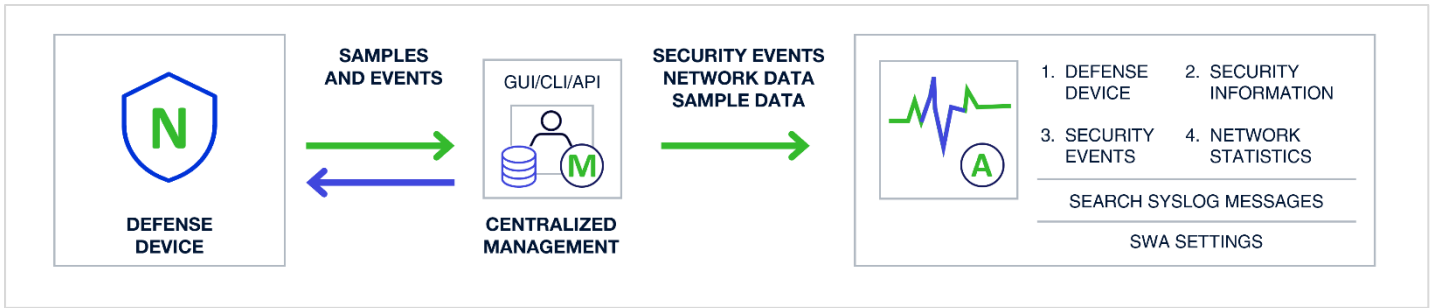 N
DEFENSE
DEVICE
SAMPLES
AND EVENTS
GUI/CLI/API
M
CENTRALIZED
MANAGEMENT
SECURITY EVENTS
NETWORK DATA
SAMPLE DATA
A
1. DEFENSE
DEVICE
2. SECURITY
INFORMATION
3. SECURITY
EVENTS
4. NETWORK
STATISTICS
SEARCH SYSLOG MESSAGES
SWA SETTINGS